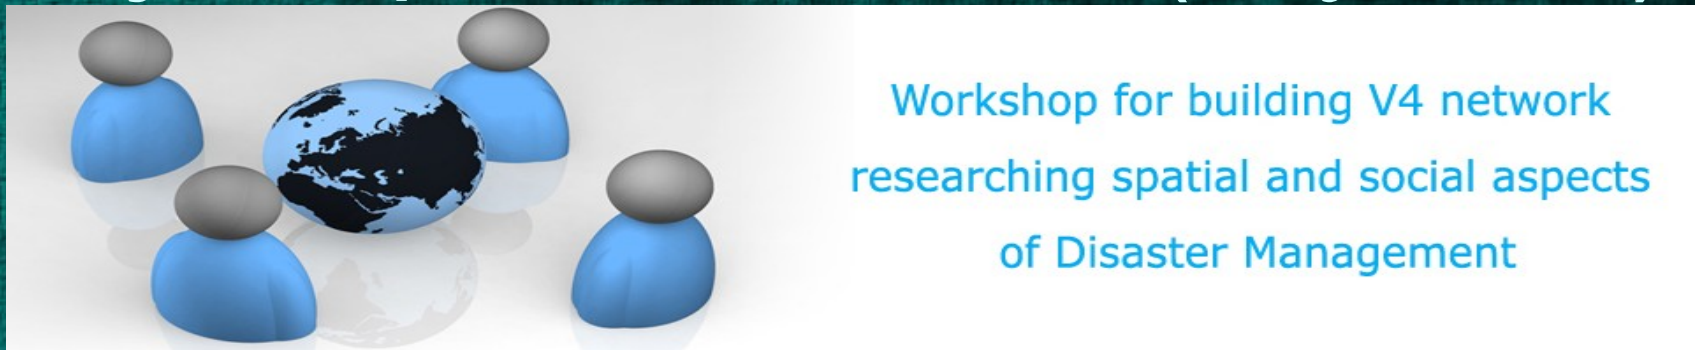 Workshop for building V4 network
researching spatial and social aspects
of Disaster Management